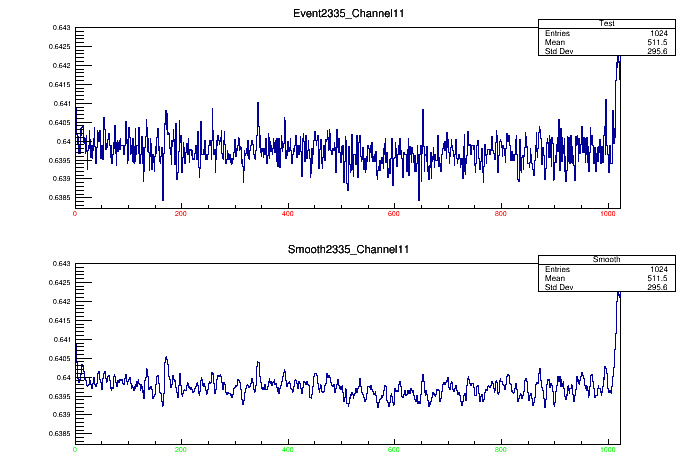 Event2335_Channel11
Test
Entries 1024
Mean 511.5
Std Dev 295.6
0.643
0.6425
0.642
0.6415
0.641
0.6405
0.64
0.6395
0.639
0.6385
0 200 400 600 800 1000
Smooth2335_Channel11
Smooth
Entries 1024
Mean 511.5
Std Dev 295.6
0.643
0.6425
0.642
0.6415
0.641
0.6405
0.64
0.6395
0.639
0.6385
0 200 400 600 800 1000